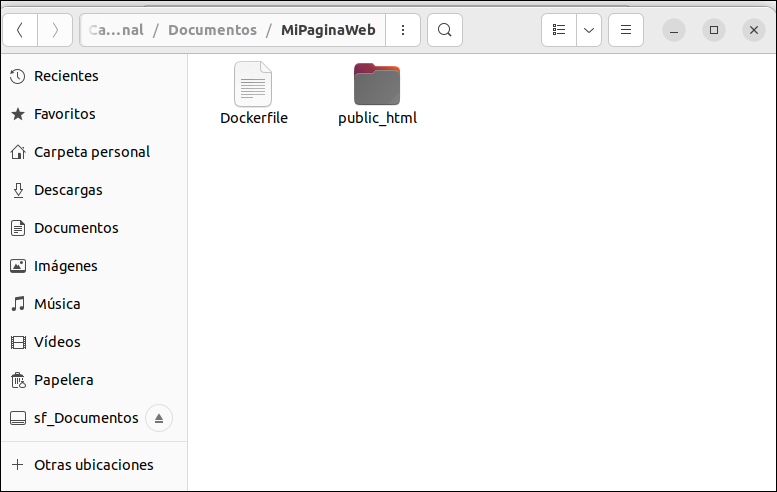 Ca...nal / Documentos / MiPaginaWeb
Recientes
Favoritos
Carpeta personal
Descargas
Documentos
Imágenes
Música
Vídeos
Papelera
sf_Documentos
Otras ubicaciones
Dockerfile
public_html